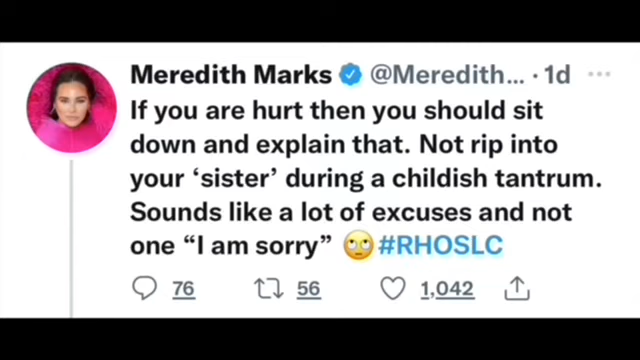 Meredith Marks @Meredith... · 1d
If you are hurt then you should sit
down and explain that. Not rip into
your ‘sister’ during a childish tantrum.
Sounds like a lot of excuses and not
one “I am sorry” 🙄 #RHOSLC
76 56 1,042